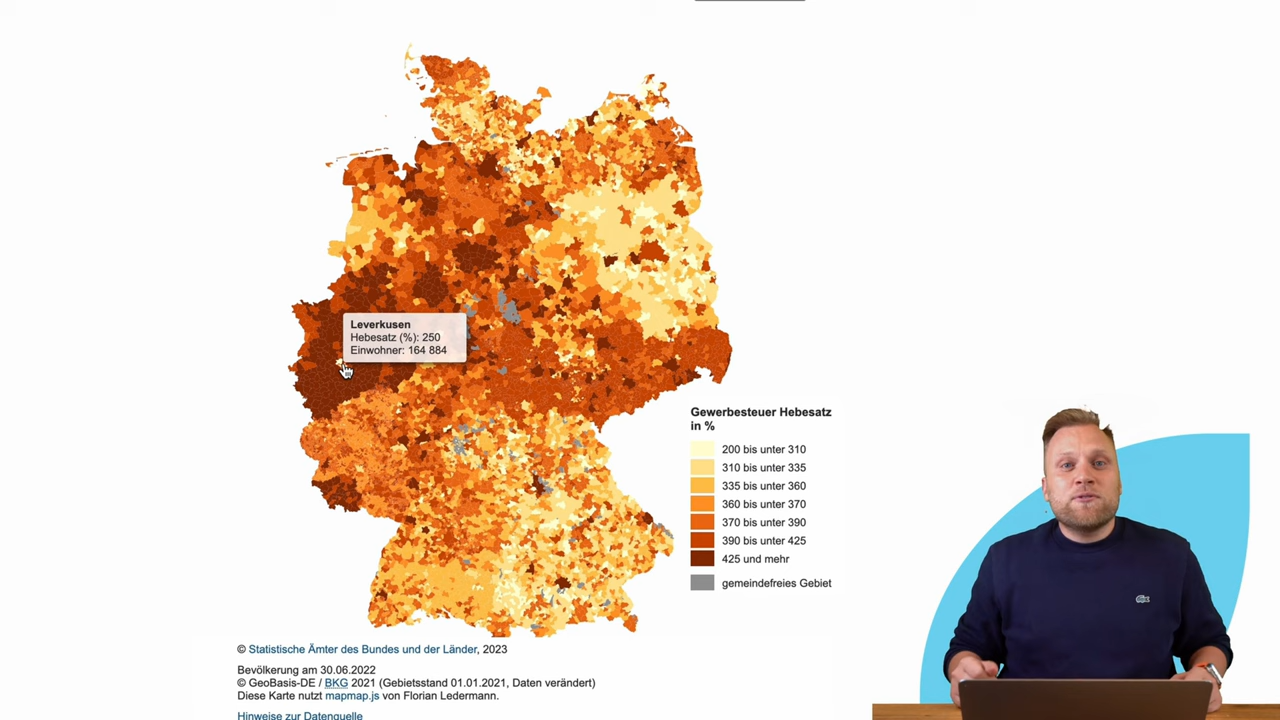 Leverkusen
Hebesatz (%): 250
Einwohner: 164 884
Gewerbesteuer Hebesatz
in %
200 bis unter 310
310 bis unter 335
335 bis unter 360
360 bis unter 370
370 bis unter 390
390 bis unter 425
425 und mehr
gemeindefreies Gebiet
© Statistische Ämter des Bundes und der Länder, 2023
Bevölkerung am 30.06.2022
© GeoBasis-DE / BKG 2021 (Gebietsstand 01.01.2021, Daten verändert)
Diese Karte nutzt mapmap.js von Florian Ledermann.
Hinweise zur Datenquelle